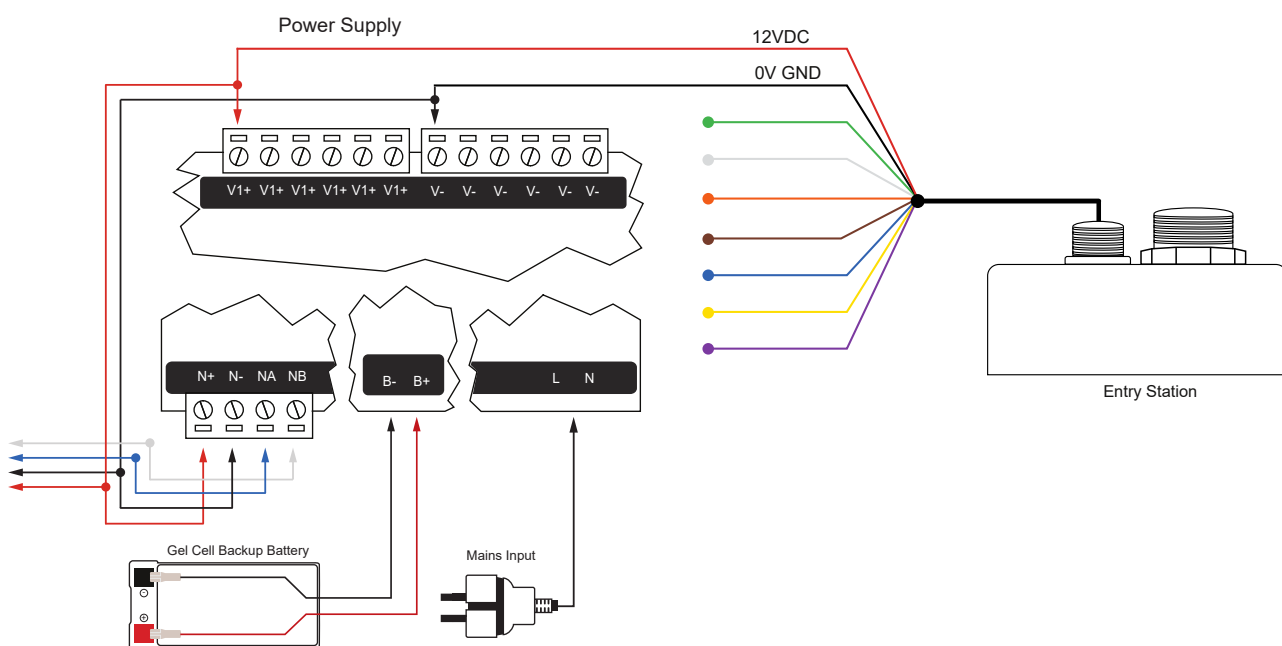 Power Supply
12VDC
0V GND
V1+ V1+ V1+ V1+ V1+ V1+ V- V- V- V- V- V-
N+ N- NA NB
B- B+
L N
Entry Station
Gel Cell Backup Battery
Mains Input
-
+